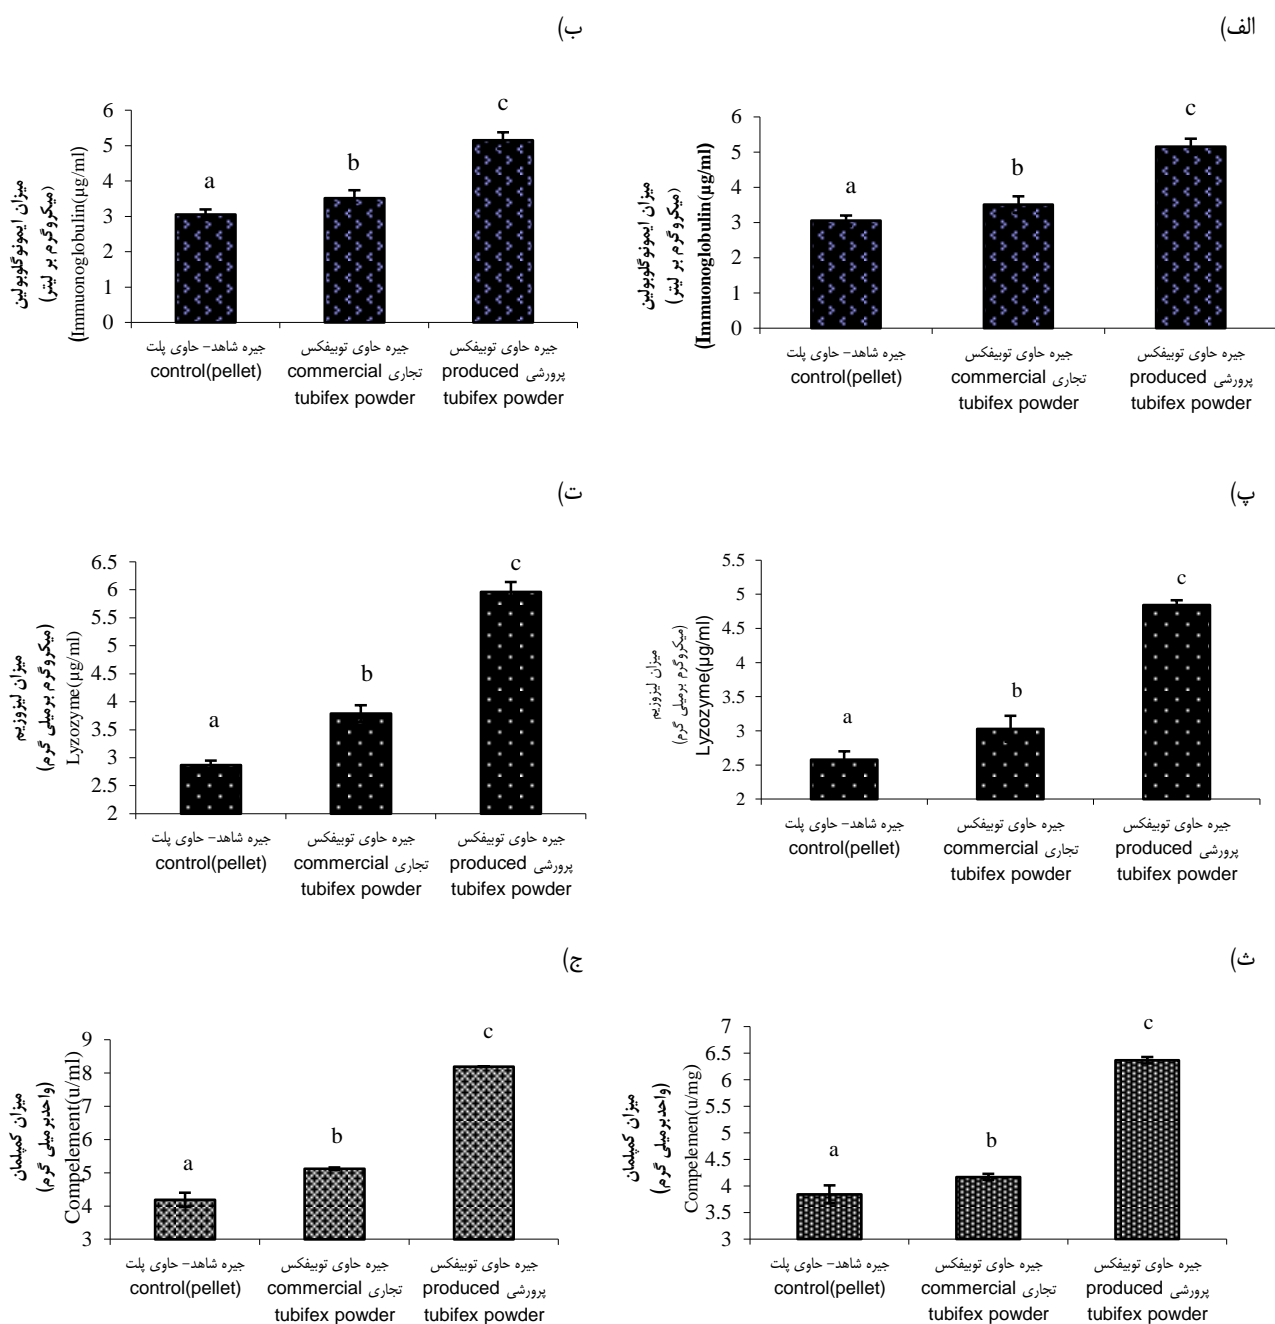 الف)
6
5
4
3
2
1
0
a
b
c
میزان ایمونوگلوبولین
(میکروگرم بر لیتر)
(Immuonoglobulin(µg/ml)
جیره شاهد- حاوی پلت
control(pellet)
جیره حاوی توبیفکس
تجاری commercial
tubifex powder
جیره حاوی توبیفکس
پرورشی produced
tubifex powder
ب)
6
5
4
3
2
1
0
a
b
c
میزان ایمونوگلوبولین
(میکروگرم بر لیتر)
(Immuonoglobulin(µg/ml)
جیره شاهد- حاوی پلت
control(pellet)
جیره حاوی توبیفکس
تجاری commercial
tubifex powder
جیره حاوی توبیفکس
پرورشی produced
tubifex powder
پ)
5.5
5
4.5
4
3.5
3
2.5
2
a
b
c
میزان لیزوزیم
(میکروگرم برمیلی گرم)
Lyzozyme(µg/ml)
جیره شاهد- حاوی پلت
control(pellet)
جیره حاوی توبیفکس
تجاری commercial
tubifex powder
جیره حاوی توبیفکس
پرورشی produced
tubifex powder
ت)
6.5
6
5.5
5
4.5
4
3.5
3
2.5
2
a
b
c
میزان لیزوزیم
(میکروگرم برمیلی گرم)
Lyzozyme(µg/ml)
جیره شاهد- حاوی پلت
control(pellet)
جیره حاوی توبیفکس
تجاری commercial
tubifex powder
جیره حاوی توبیفکس
پرورشی produced
tubifex powder
ث)
7
6.5
6
5.5
5
4.5
4
3.5
3
a
b
c
میزان کمپلمان
(واحدبرمیلی گرم)
Compelemen(u/mg)
جیره شاهد- حاوی پلت
control(pellet)
جیره حاوی توبیفکس
تجاری commercial
tubifex powder
جیره حاوی توبیفکس
پرورشی produced
tubifex powder
ج)
9
8
7
6
5
4
3
a
b
c
میزان کمپلمان
(واحدبرمیلی گرم)
Compelement(u/ml)
جیره شاهد- حاوی پلت
control(pellet)
جیره حاوی توبیفکس
تجاری commercial
tubifex powder
جیره حاوی توبیفکس
پرورشی produced
tubifex powder